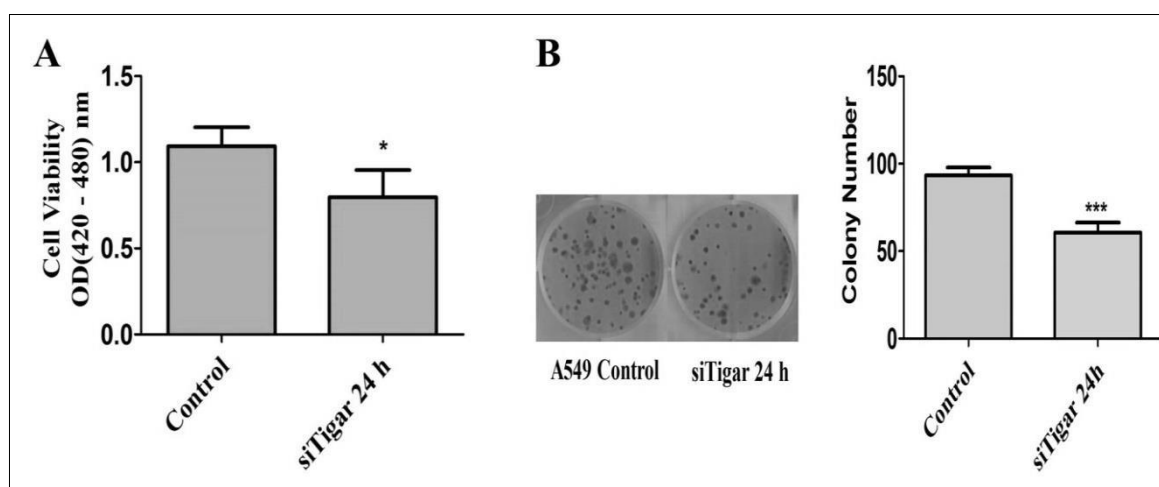 A
Cell Viability
OD(420 - 480) nm
1.5
1.0
0.5
0.0
*
Control
siTigar 24 h
B
A549 Control
siTigar 24 h
Colony Number
150
100
50
0
***
Control
siTigar 24h